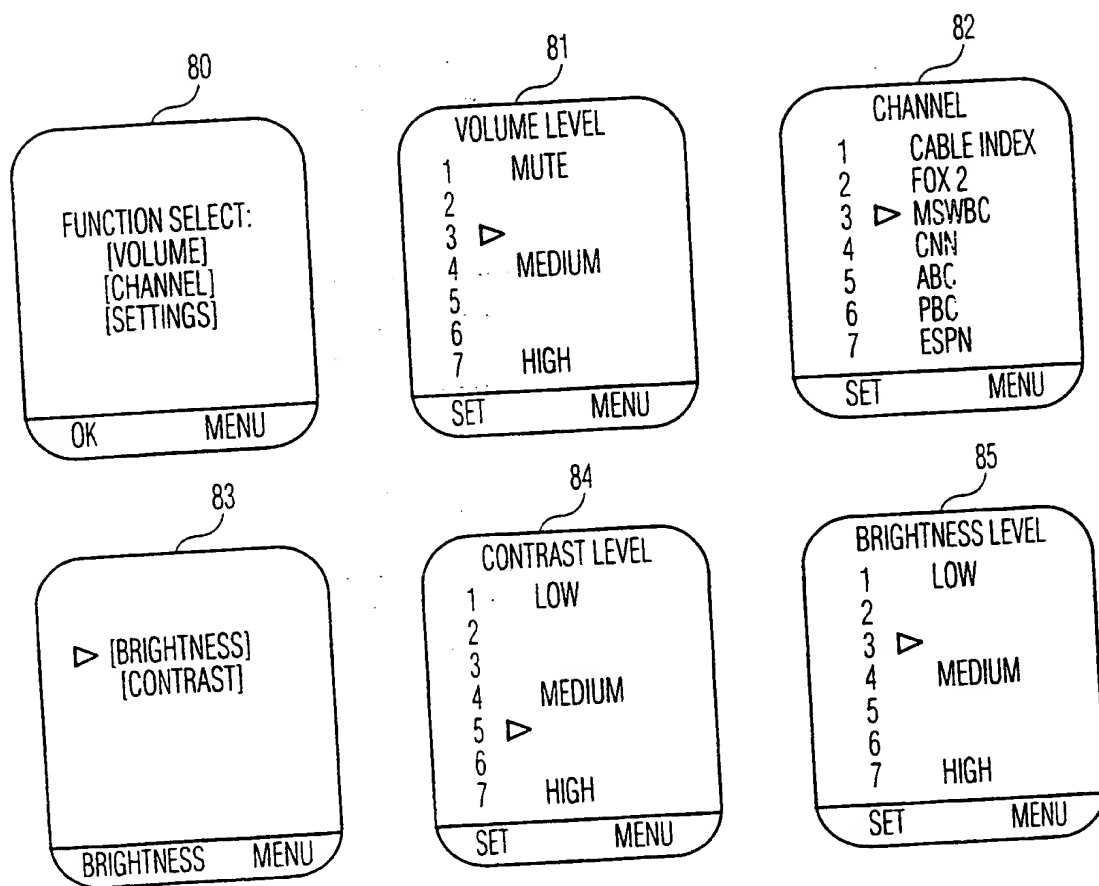 80
FUNCTION SELECT:
[VOLUME]
[CHANNEL]
[SETTINGS]
OK MENU
81
VOLUME LEVEL
1 MUTE
2
3
4 MEDIUM
5
6
7 HIGH
SET MENU
82
CHANNEL
1 CABLE INDEX
2 FOX 2
3 MSWBC
4 CNN
5 ABC
6 PBC
7 ESPN
SET MENU
83
[BRIGHTNESS]
[CONTRAST]
BRIGHTNESS MENU
84
CONTRAST LEVEL
1 LOW
2
3
4 MEDIUM
5
6
7 HIGH
SET MENU
85
BRIGHTNESS LEVEL
1 LOW
2
3
4 MEDIUM
5
6
7 HIGH
SET MENU